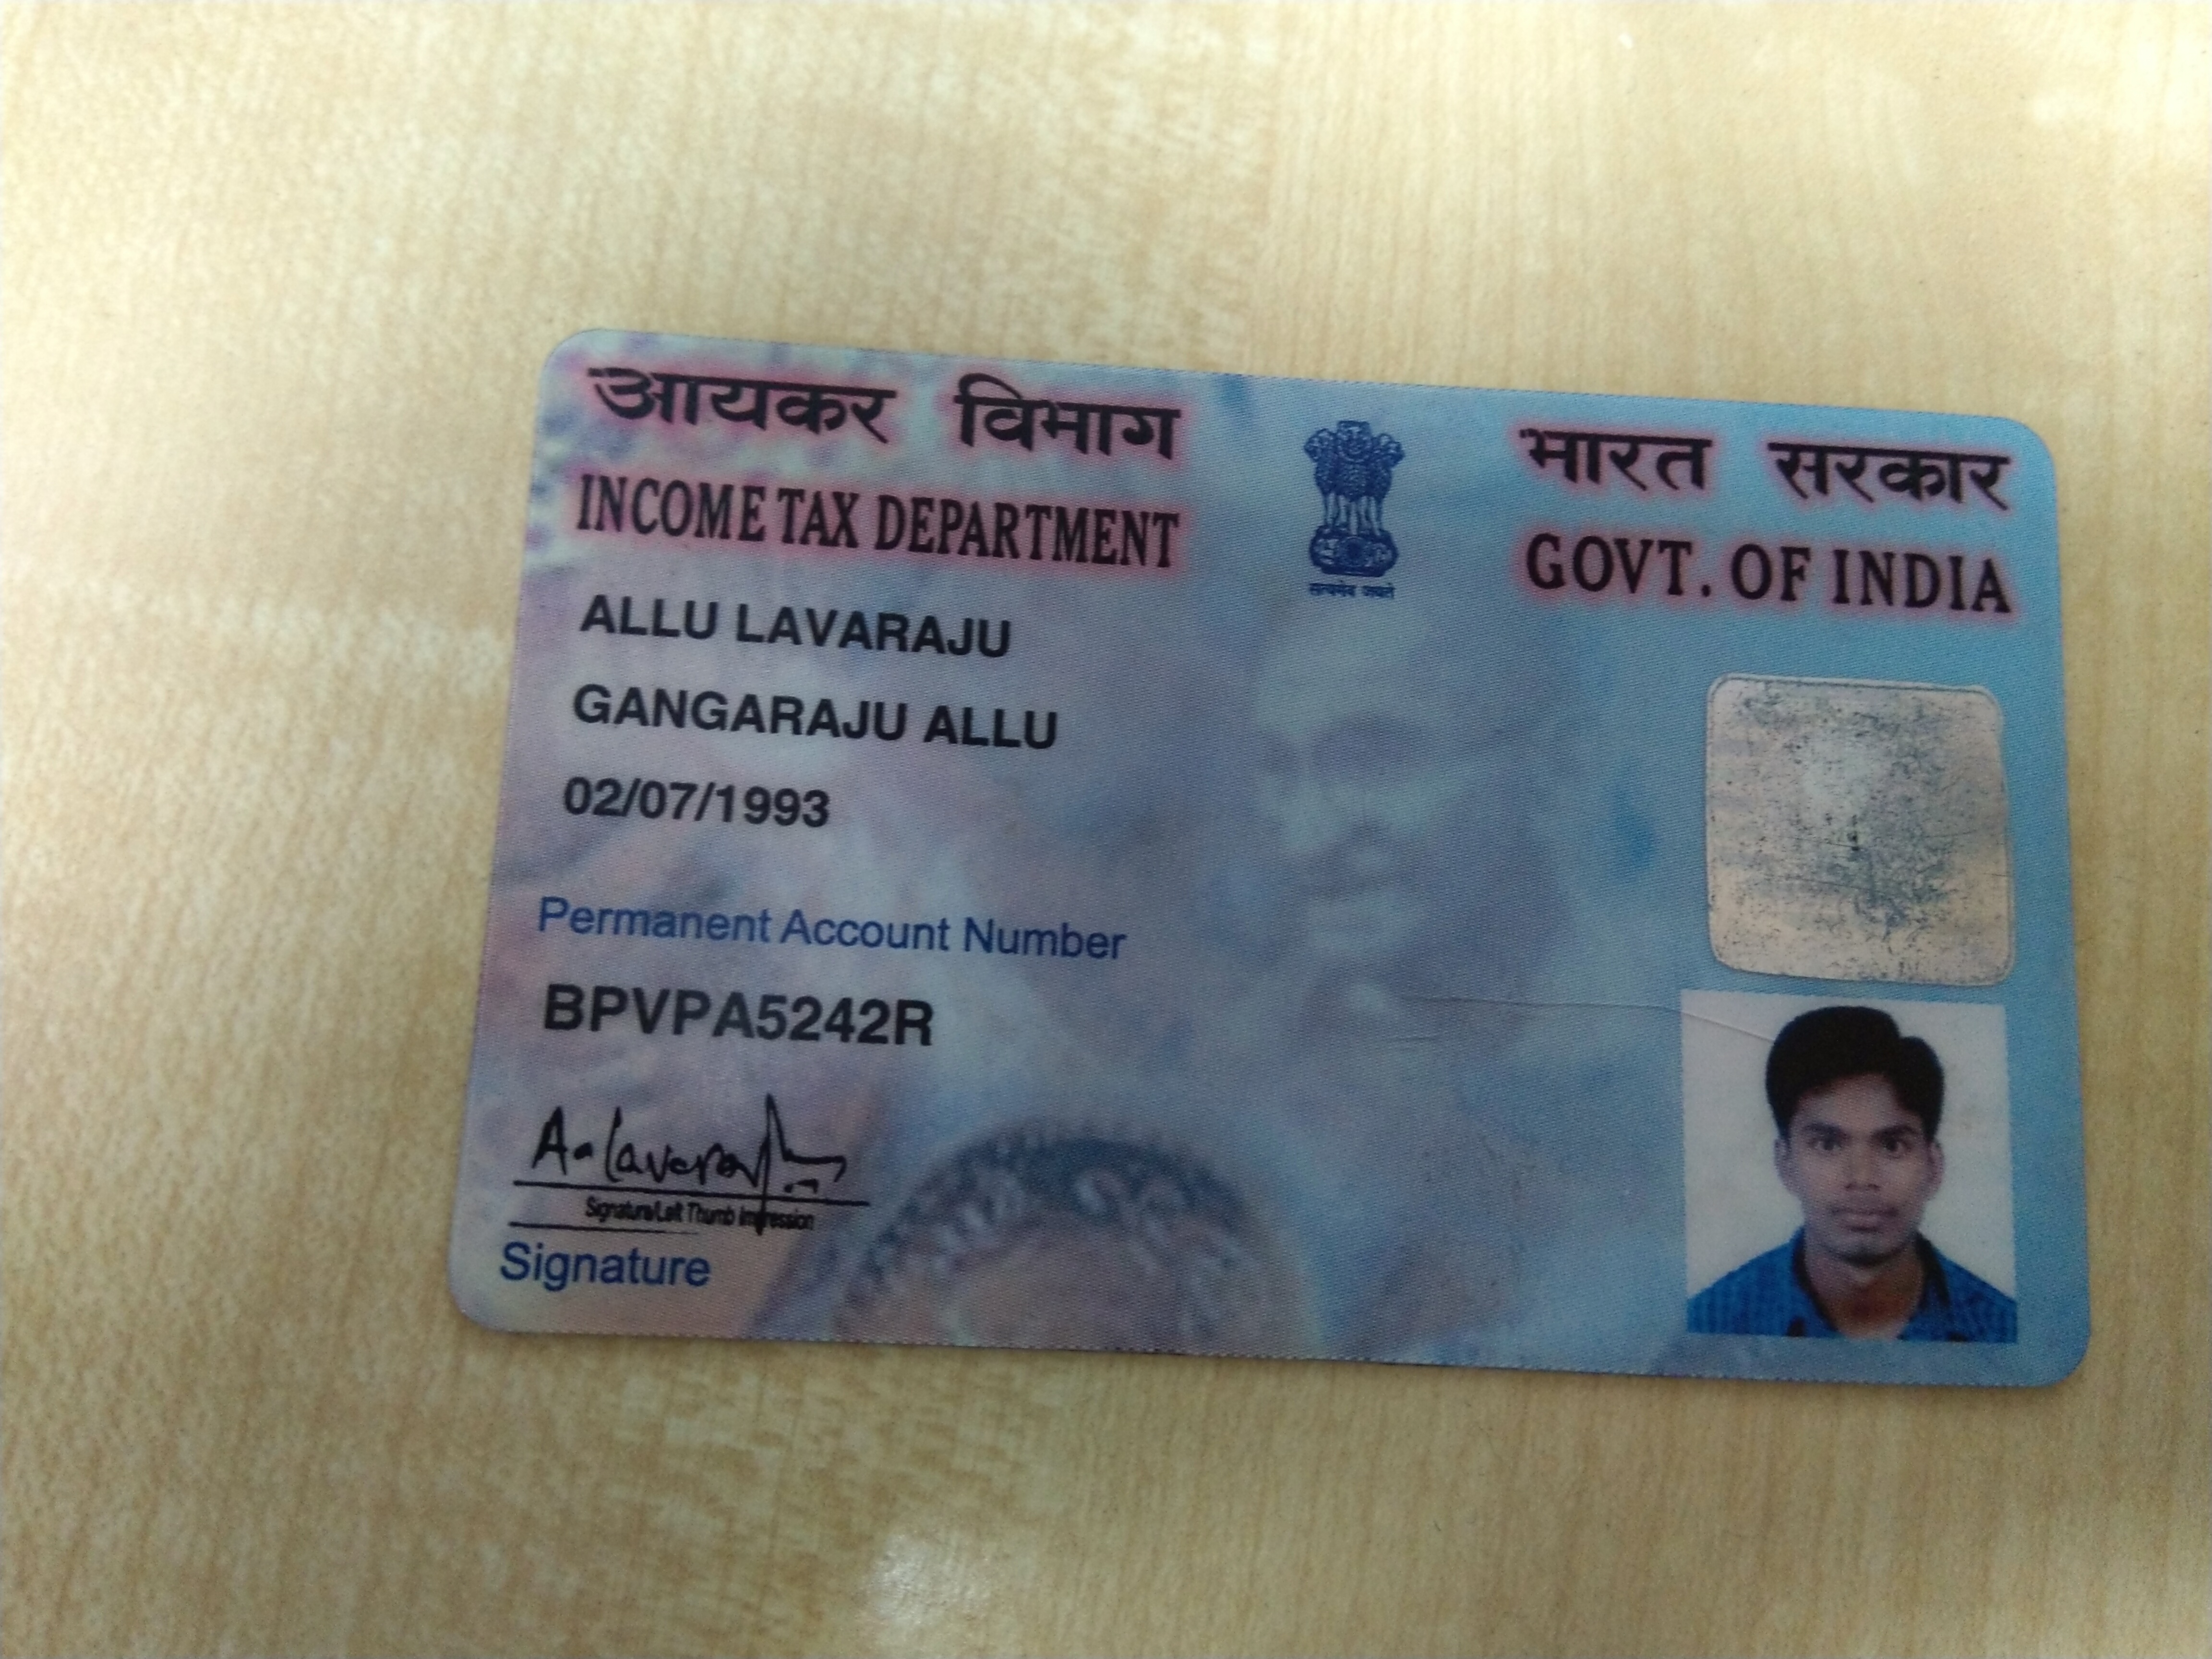 आयकर विभाग
INCOME TAX DEPARTMENT
भारत सरकार
GOVT. OF INDIA
सत्यमेव जयते
ALLU LAVARAJU
GANGARAJU ALLU
02/07/1993
Permanent Account Number
BPVPA5242R
Signature/Left Thumb Impression
Signature